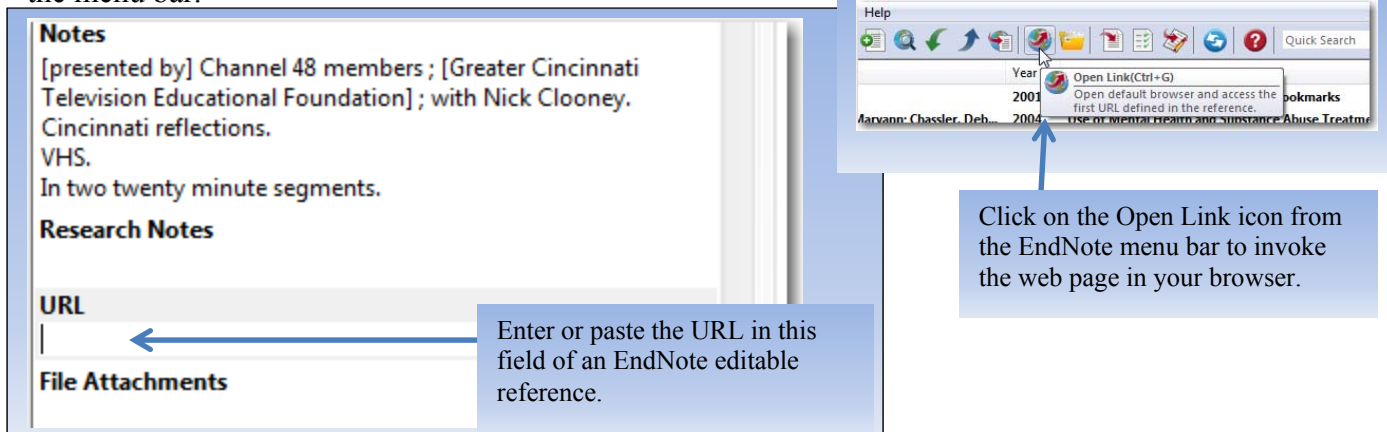 the menu bar.
Notes
[presented by] Channel 48 members ; [Greater Cincinnati
Television Educational Foundation] ; with Nick Clooney.
Cincinnati reflections.
VHS.
In two twenty minute segments.
Research Notes
URL
File Attachments
Enter or paste the URL in this
field of an EndNote editable
reference.
Help
Quick Search
Year
Open Link(Ctrl+G)
2001
Open default browser and access the
first URL defined in the reference.
ookmarks
Maryann; Chassler, Deb... 2004 Use of Mental Health and Substance Abuse Treatme
Click on the Open Link icon from
the EndNote menu bar to invoke
the web page in your browser.